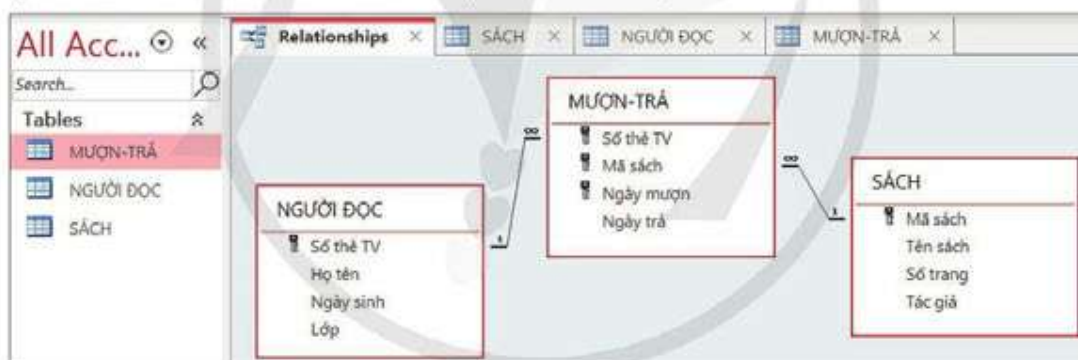 All Acc... «
Search...
Tables
MƯỢN-TRẢ
NGƯỜI ĐỌC
SÁCH
Relationships × SÁCH × NGƯỜI ĐỌC × MƯỢN-TRẢ ×
MƯỢN-TRẢ
Số thẻ TV
Mã sách
Ngày mượn
Ngày trả
∞
∞
NGƯỜI ĐỌC
Số thẻ TV
Họ tên
Ngày sinh
Lớp
1
SÁCH
Mã sách
Tên sách
Số trang
Tác giả
1